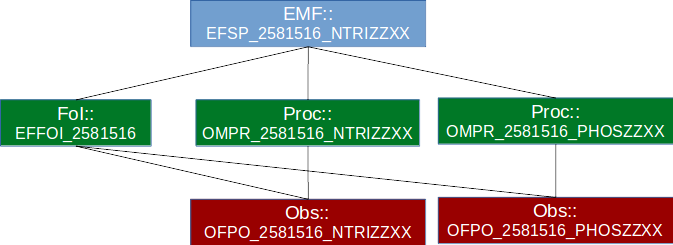 EMF::
EFSP_2581516_NTRIZZXX
FoI::
EFFOI_2581516
Proc::
OMPR_2581516_NTRIZZXX
Proc::
OMPR_2581516_PHOSZZXX
Obs::
OFPO_2581516_NTRIZZXX
Obs::
OFPO_2581516_PHOSZZXX